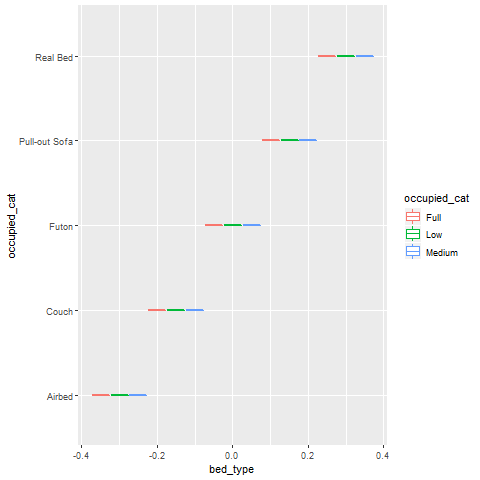 Real Bed
Pull-out Sofa
Futon
Couch
Airbed
occupied_cat
-0.4 -0.2 0.0 0.2 0.4
bed_type
occupied_cat
Full
Low
Medium